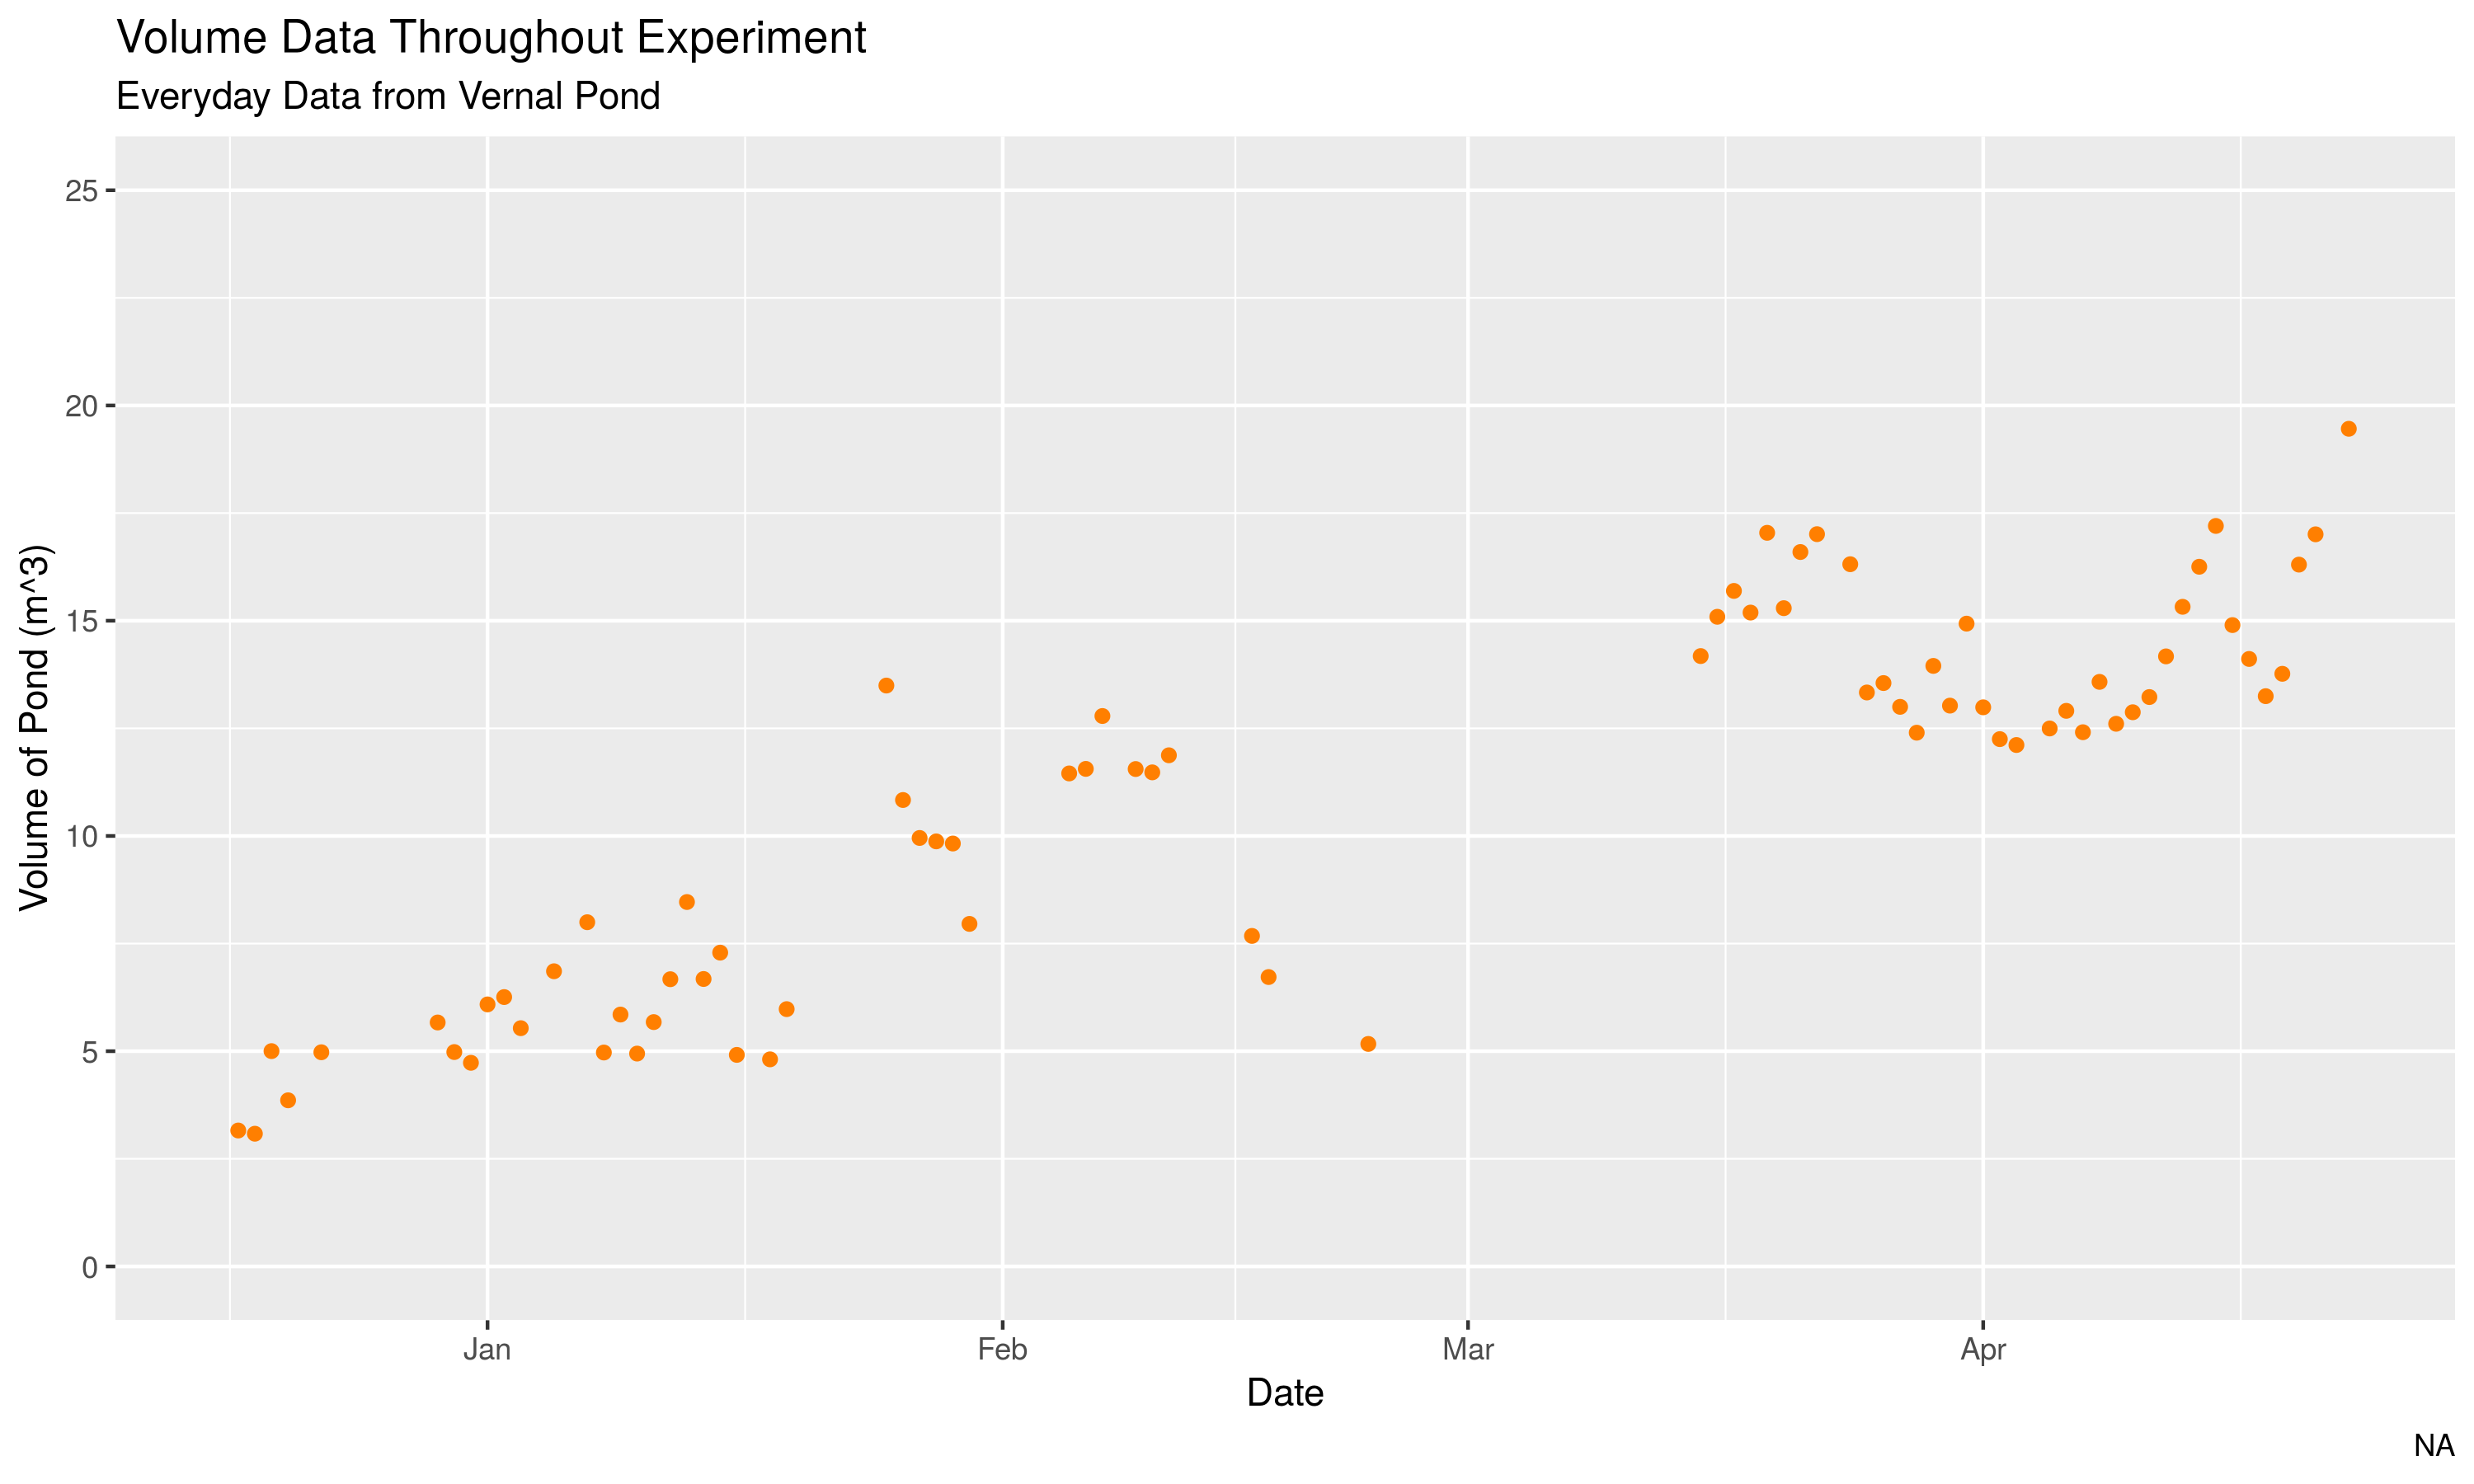 Volume Data Throughout Experiment
Everyday Data from Vernal Pond
Volume of Pond (m^3)
25
20
15
10
5
0
Jan Feb Mar Apr
Date
NA